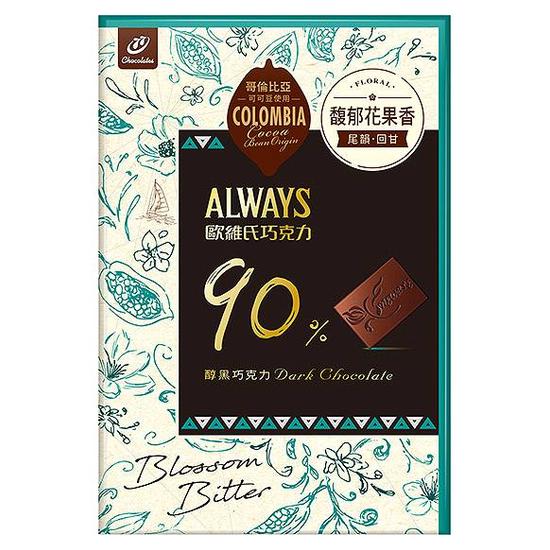 77
Chocolates
哥倫比亞
可可豆使用
COLOMBIA
Cocoa
Bean Origin
FLORAL
馥郁花果香
尾韻·回甘
ALWAYS
歐維氏巧克力
90%
醇黑巧克力 Dark Chocolate
Blossom
Bitter